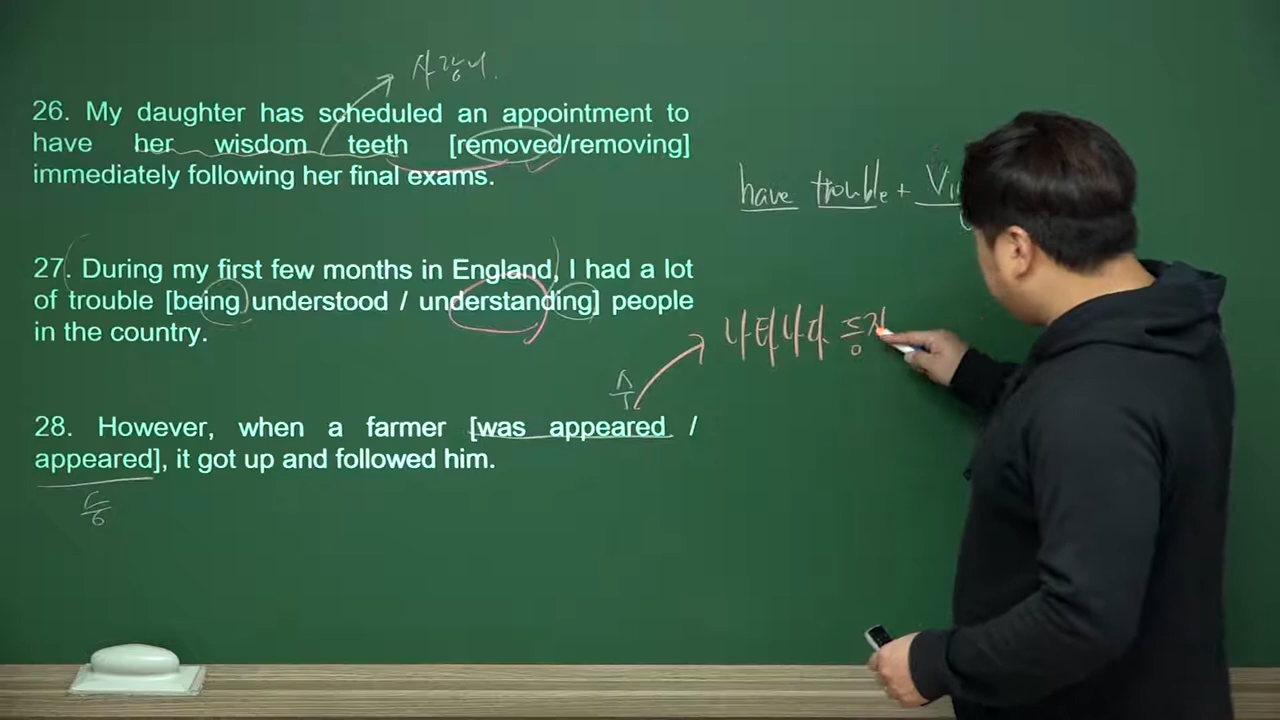 사랑니.
26. My daughter has scheduled an appointment to
have her wisdom teeth [removed/removing]
immediately following her final exams.
have trouble +
27. During my first few months in England, I had a lot
of trouble [being understood / understanding] people
in the country.
나타나다
수
28. However, when a farmer [was appeared /
appeared], it got up and followed him.
능